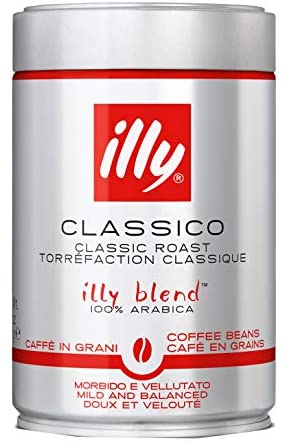 illy®
CLASSICO
CLASSIC ROAST
TORRÉFACTION CLASSIQUE
illy blend™
100% ARABICA
CAFFÈ IN GRANI
COFFEE BEANS
CAFÉ EN GRAINS
MORBIDO E VELLUTATO
MILD AND BALANCED
DOUX ET VELOUTÉ